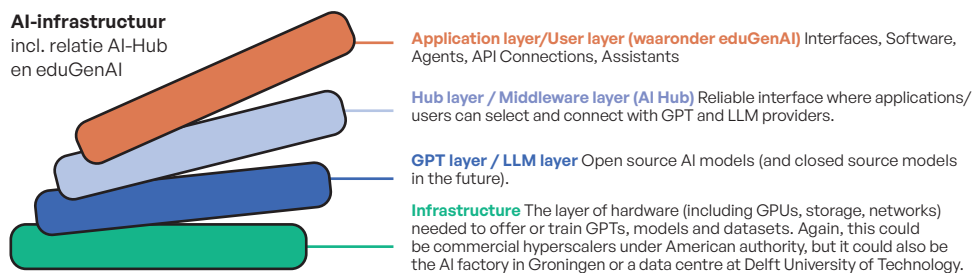 AI-infrastructuur
incl. relatie AI-Hub
en eduGenAI
Application layer/User layer (waaronder eduGenAI) Interfaces, Software,
Agents, API Connections, Assistants
Hub layer / Middleware layer (AI Hub) Reliable interface where applications/
users can select and connect with GPT and LLM providers.
GPT layer / LLM layer Open source AI models (and closed source models
in the future).
Infrastructure The layer of hardware (including GPUs, storage, networks)
needed to offer or train GPTs, models and datasets. Again, this could
be commercial hyperscalers under American authority, but it could also be
the AI factory in Groningen or a data centre at Delft University of Technology.